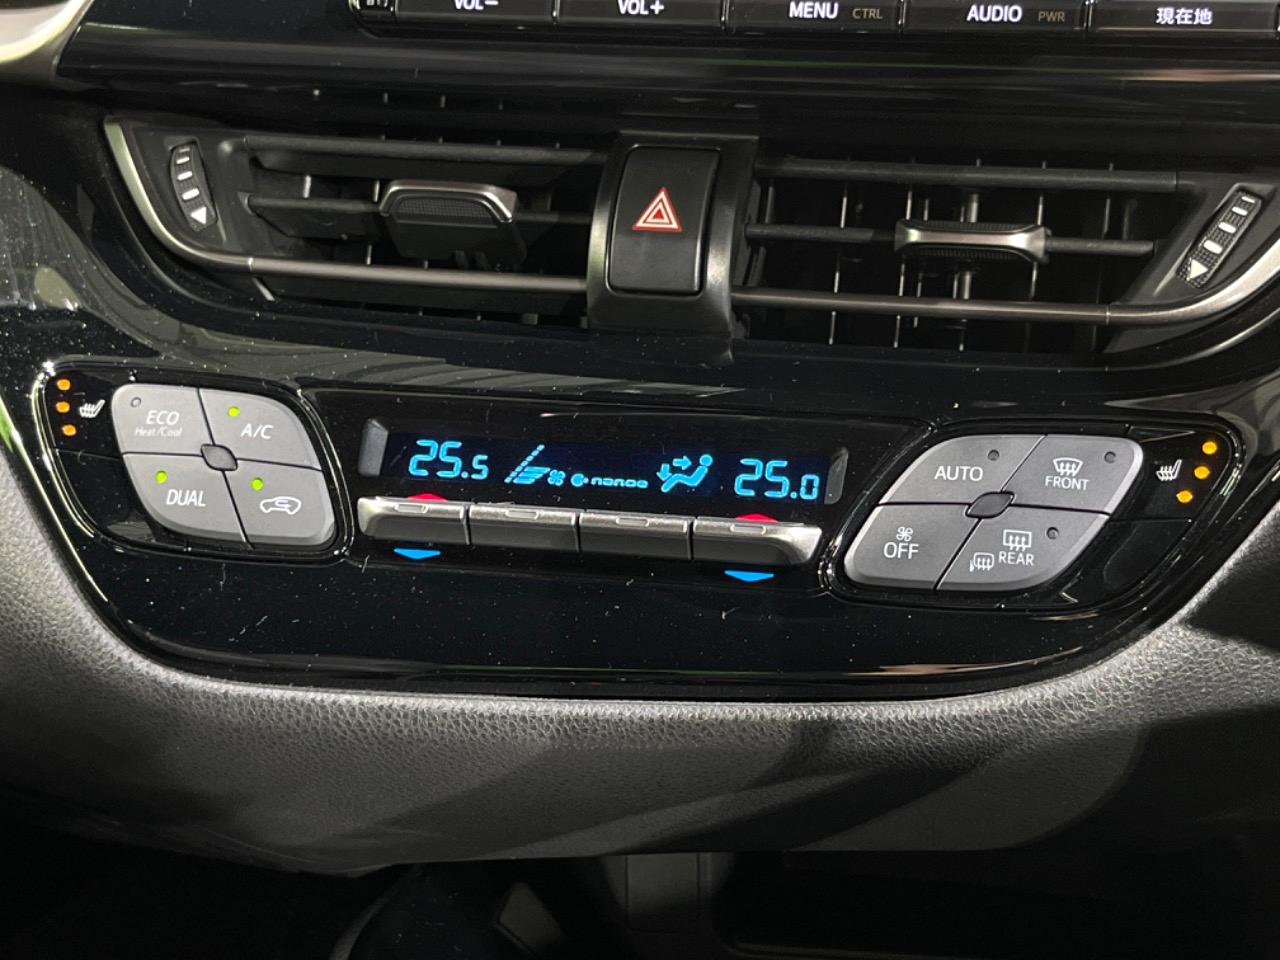 VOL−
VOL+
MENU CTRL
AUDIO PWR
現在地
ECO
Heat/Cool
A/C
DUAL
25.5
nanoe
25.0
AUTO
FRONT
OFF
REAR